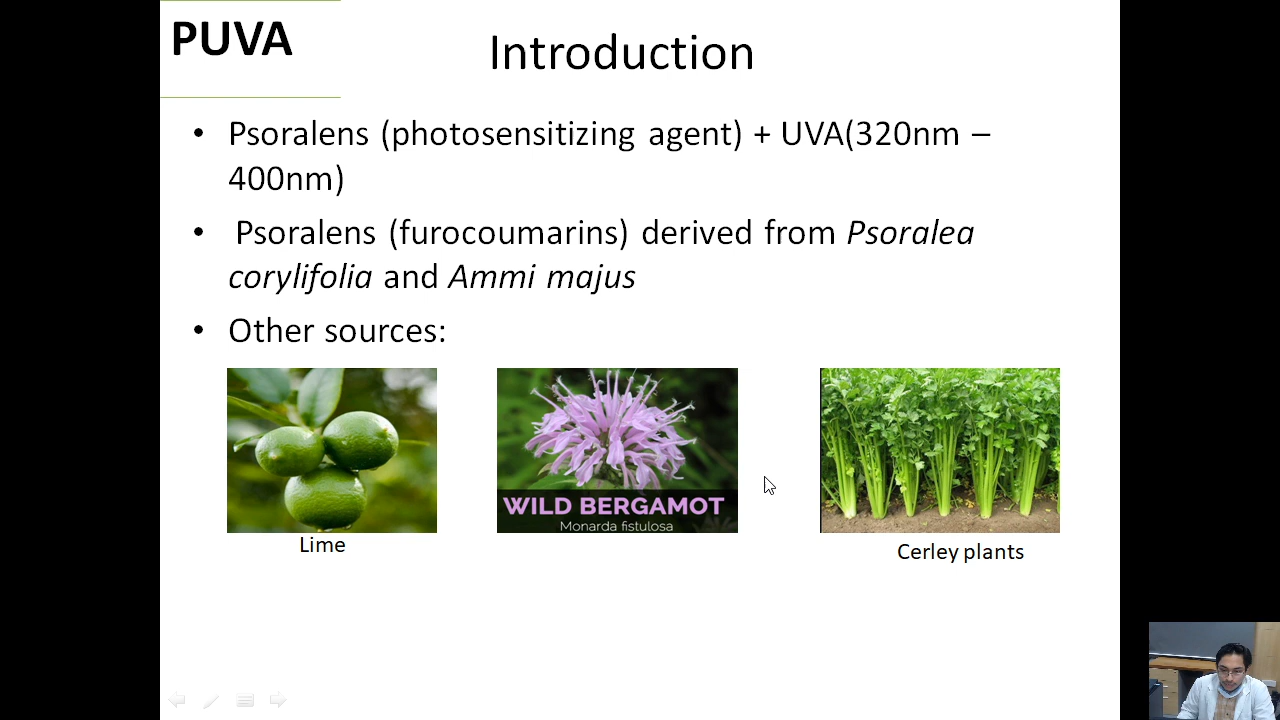 PUVA
Introduction
• Psoralens (photosensitizing agent) + UVA(320nm –
400nm)
• Psoralens (furocoumarins) derived from Psoralea
corylifolia and Ammi majus
• Other sources:
WILD BERGAMOT
Monarda fistulosa
Lime
Cerley plants